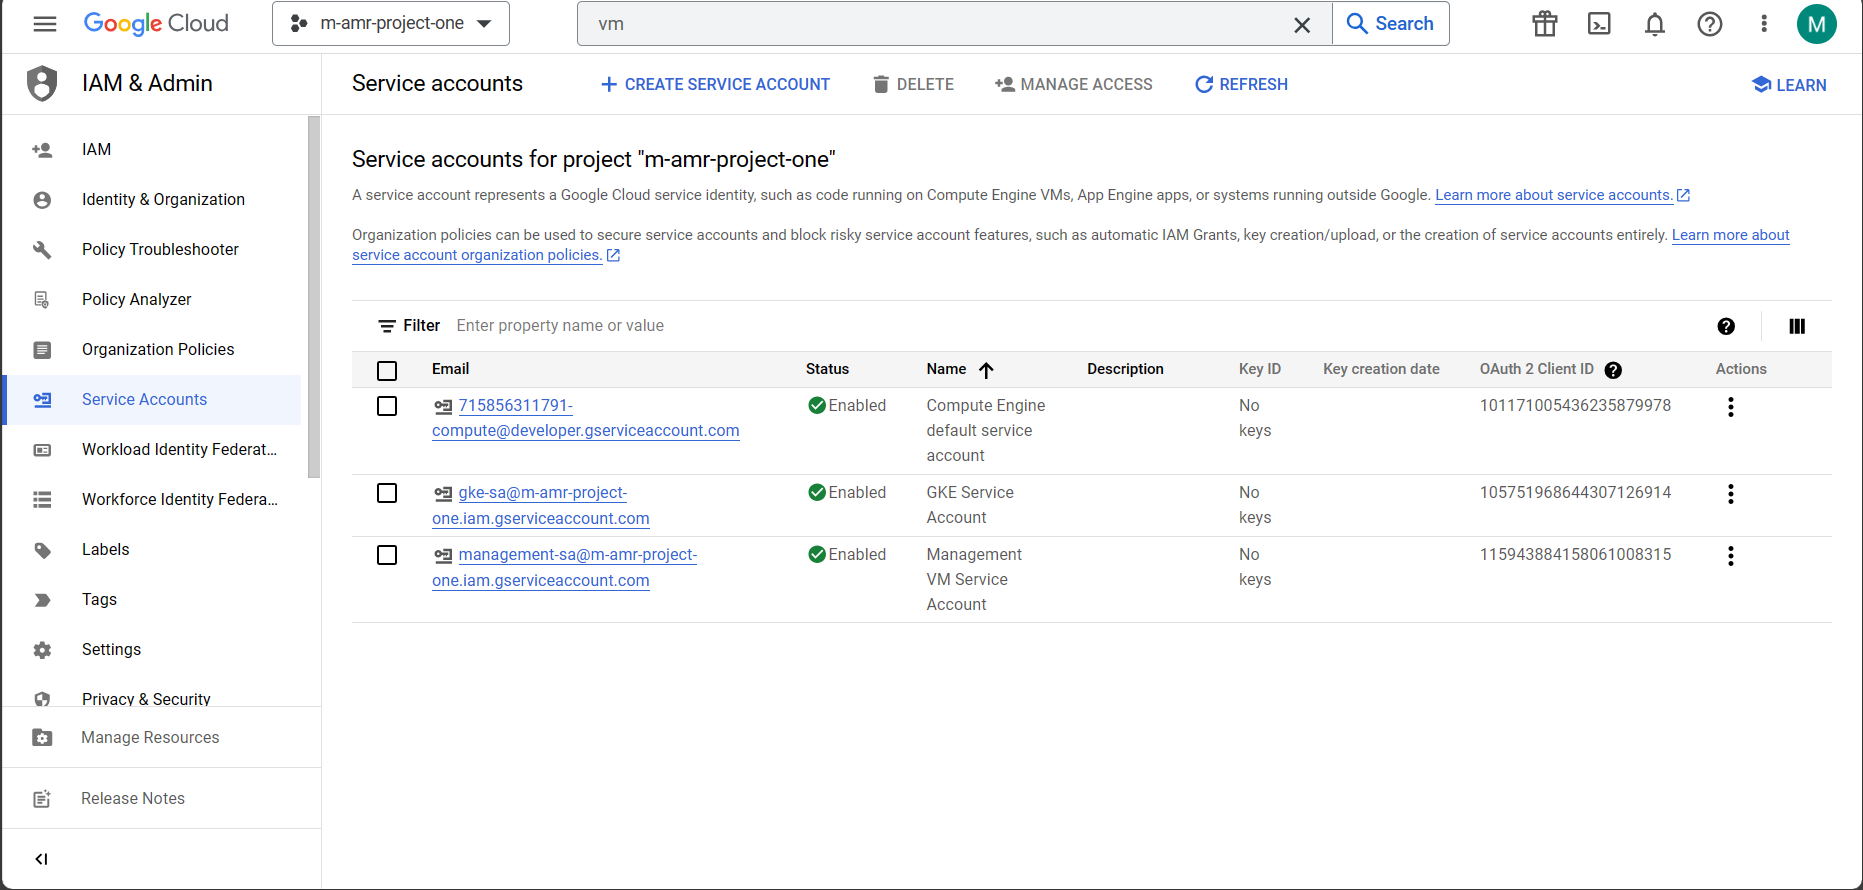 Google Cloud
m-amr-project-one
vm
Search
M
IAM & Admin
Service accounts
CREATE SERVICE ACCOUNT
DELETE
MANAGE ACCESS
REFRESH
LEARN
IAM
Identity & Organization
Policy Troubleshooter
Policy Analyzer
Organization Policies
Service Accounts
Workload Identity Federat...
Workforce Identity Federa...
Labels
Tags
Settings
Privacy & Security
Manage Resources
Release Notes
Service accounts for project "m-amr-project-one"
A service account represents a Google Cloud service identity, such as code running on Compute Engine VMs, App Engine apps, or systems running outside Google. Learn more about service accounts.
Organization policies can be used to secure service accounts and block risky service account features, such as automatic IAM Grants, key creation/upload, or the creation of service accounts entirely. Learn more about
service account organization policies.
Filter Enter property name or value
Email Status Name Description Key ID Key creation date OAuth 2 Client ID Actions
715856311791- Enabled Compute Engine No 101171005436235879978
compute@developer.gserviceaccount.com default service keys
account
gke-sa@m-amr-project- Enabled GKE Service No 105751968644307126914
one.iam.gserviceaccount.com Account keys
management-sa@m-amr-project- Enabled Management No 115943884158061008315
one.iam.gserviceaccount.com VM Service keys
Account